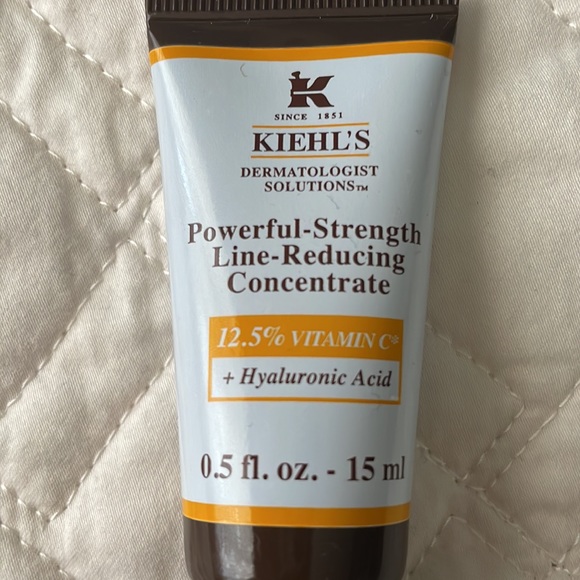 K
SINCE 1851
KIEHL'S
DERMATOLOGIST
SOLUTIONS™
Powerful-Strength
Line-Reducing
Concentrate
12.5% VITAMIN C*
+ Hyaluronic Acid
0.5 fl. oz. - 15 ml